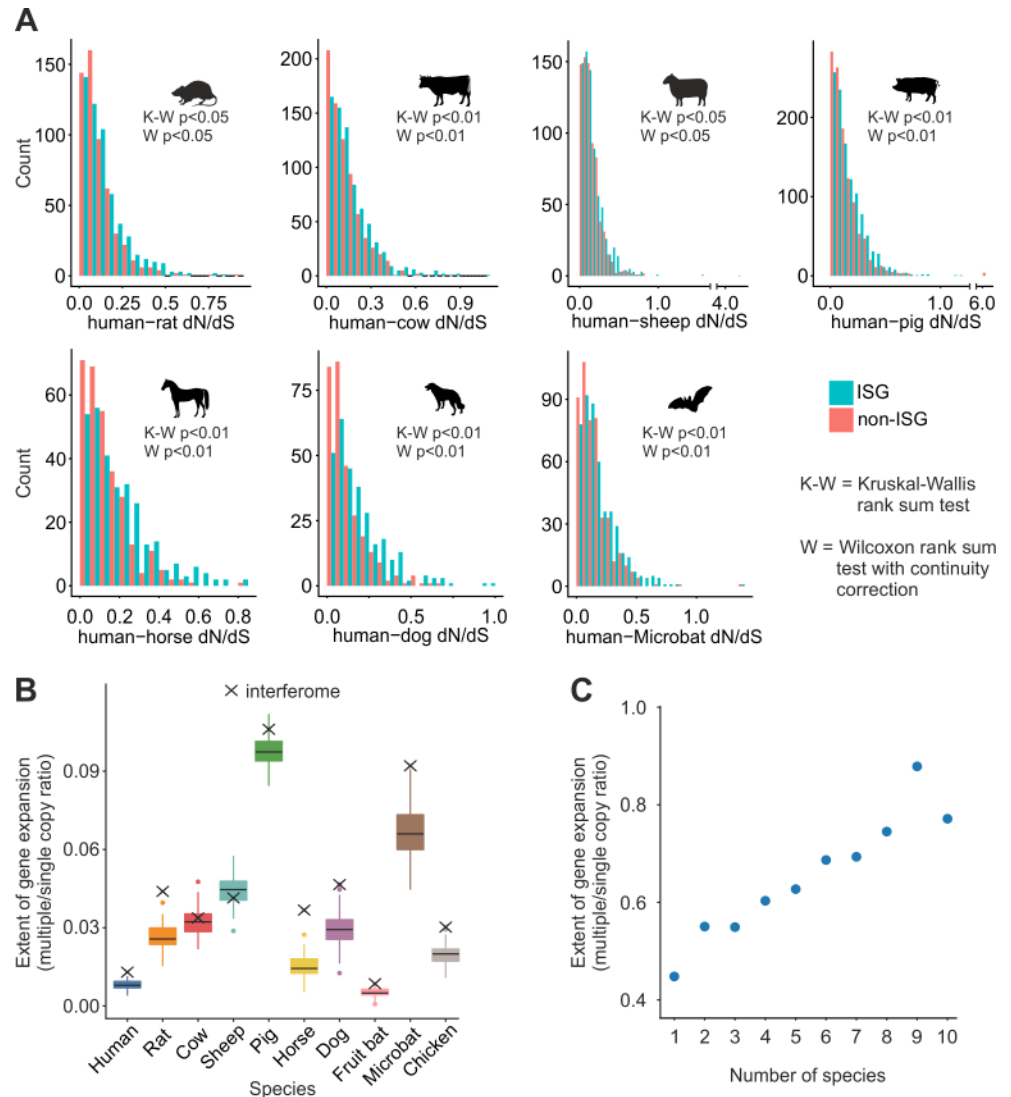 A
150
100
50
0
Count
K-W p<0.05
W p<0.05
0.0 0.25 0.5 0.75
human−rat dN/dS
200
150
100
50
0
K-W p<0.01
W p<0.01
0.0 0.3 0.6 0.9
human−cow dN/dS
150
100
50
0
K-W p<0.05
W p<0.05
0.0 1.0 4.0
human−sheep dN/dS
200
100
0
K-W p<0.01
W p<0.01
0.0 1.0 6.0
human−pig dN/dS
60
40
20
0
Count
K-W p<0.01
W p<0.01
0.0 0.2 0.4 0.6 0.8
human−horse dN/dS
75
50
25
0
K-W p<0.01
W p<0.01
0.0 0.5 1.0
human−dog dN/dS
90
60
30
0
K-W p<0.01
W p<0.01
0.0 0.5 1.0
human−Microbat dN/dS
ISG
non-ISG
K-W = Kruskal-Wallis
rank sum test
W = Wilcoxon rank sum
test with continuity
correction
B
× interferome
Extent of gene expansion
(multiple/single copy ratio)
0.09
0.06
0.03
0.00
Human Rat Cow Sheep Pig Horse Dog Fruit bat Microbat Chicken
Species
C
Extent of gene expansion
(multiple/single copy ratio)
1.0
0.8
0.6
0.4
1 2 3 4 5 6 7 8 9 10
Number of species